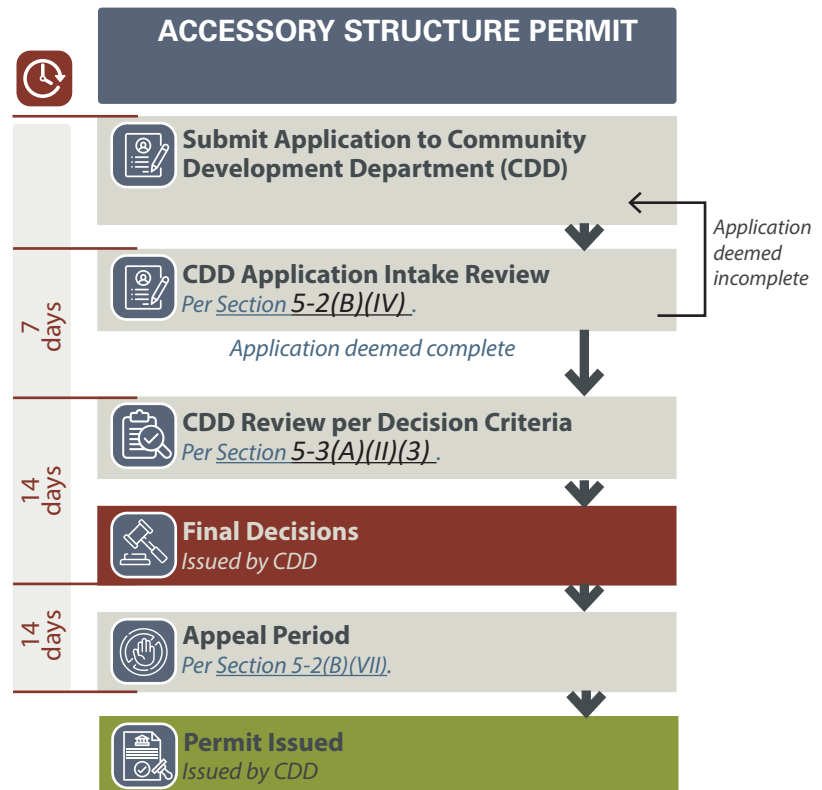 ACCESSORY STRUCTURE PERMIT
Submit Application to Community
Development Department (CDD)
Application
deemed
incomplete
CDD Application Intake Review
Per Section 5-2(B)(IV) .
7
days
Application deemed complete
CDD Review per Decision Criteria
Per Section 5-3(A)(II)(3) .
14
days
Final Decisions
Issued by CDD
14
days
Appeal Period
Per Section 5-2(B)(VII).
Permit Issued
Issued by CDD